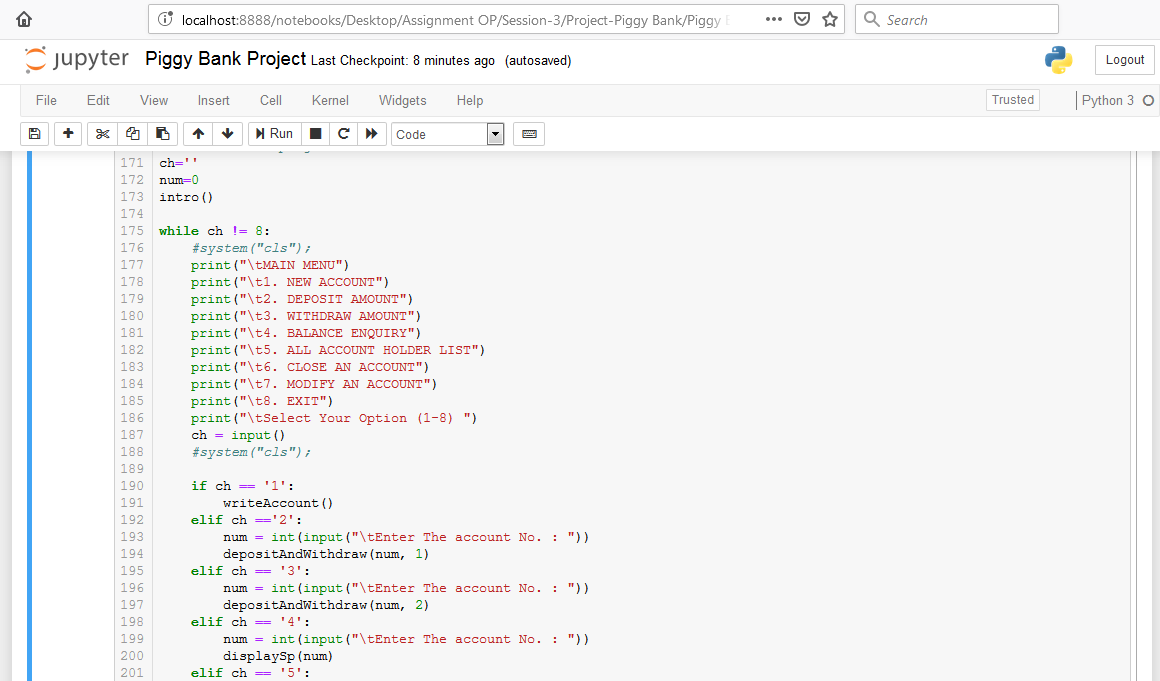 localhost:8888/notebooks/Desktop/Assignment OP/Session-3/Project-Piggy Bank/Piggy
Search
jupyter Piggy Bank Project Last Checkpoint: 8 minutes ago (autosaved)
Logout
File Edit View Insert Cell Kernel Widgets Help
Trusted
Python 3
Run
Code
171 ch=''
172 num=0
173 intro()
174
175 while ch != 8:
176     #system("cls");
177     print("\tMAIN MENU")
178     print("\t1. NEW ACCOUNT")
179     print("\t2. DEPOSIT AMOUNT")
180     print("\t3. WITHDRAW AMOUNT")
181     print("\t4. BALANCE ENQUIRY")
182     print("\t5. ALL ACCOUNT HOLDER LIST")
183     print("\t6. CLOSE AN ACCOUNT")
184     print("\t7. MODIFY AN ACCOUNT")
185     print("\t8. EXIT")
186     print("\tSelect Your Option (1-8) ")
187     ch = input()
188     #system("cls");
189
190     if ch == '1':
191         writeAccount()
192     elif ch =='2':
193         num = int(input("\tEnter The account No. : "))
194         depositAndWithdraw(num, 1)
195     elif ch == '3':
196         num = int(input("\tEnter The account No. : "))
197         depositAndWithdraw(num, 2)
198     elif ch == '4':
199         num = int(input("\tEnter The account No. : "))
200         displaySp(num)
201     elif ch == '5':